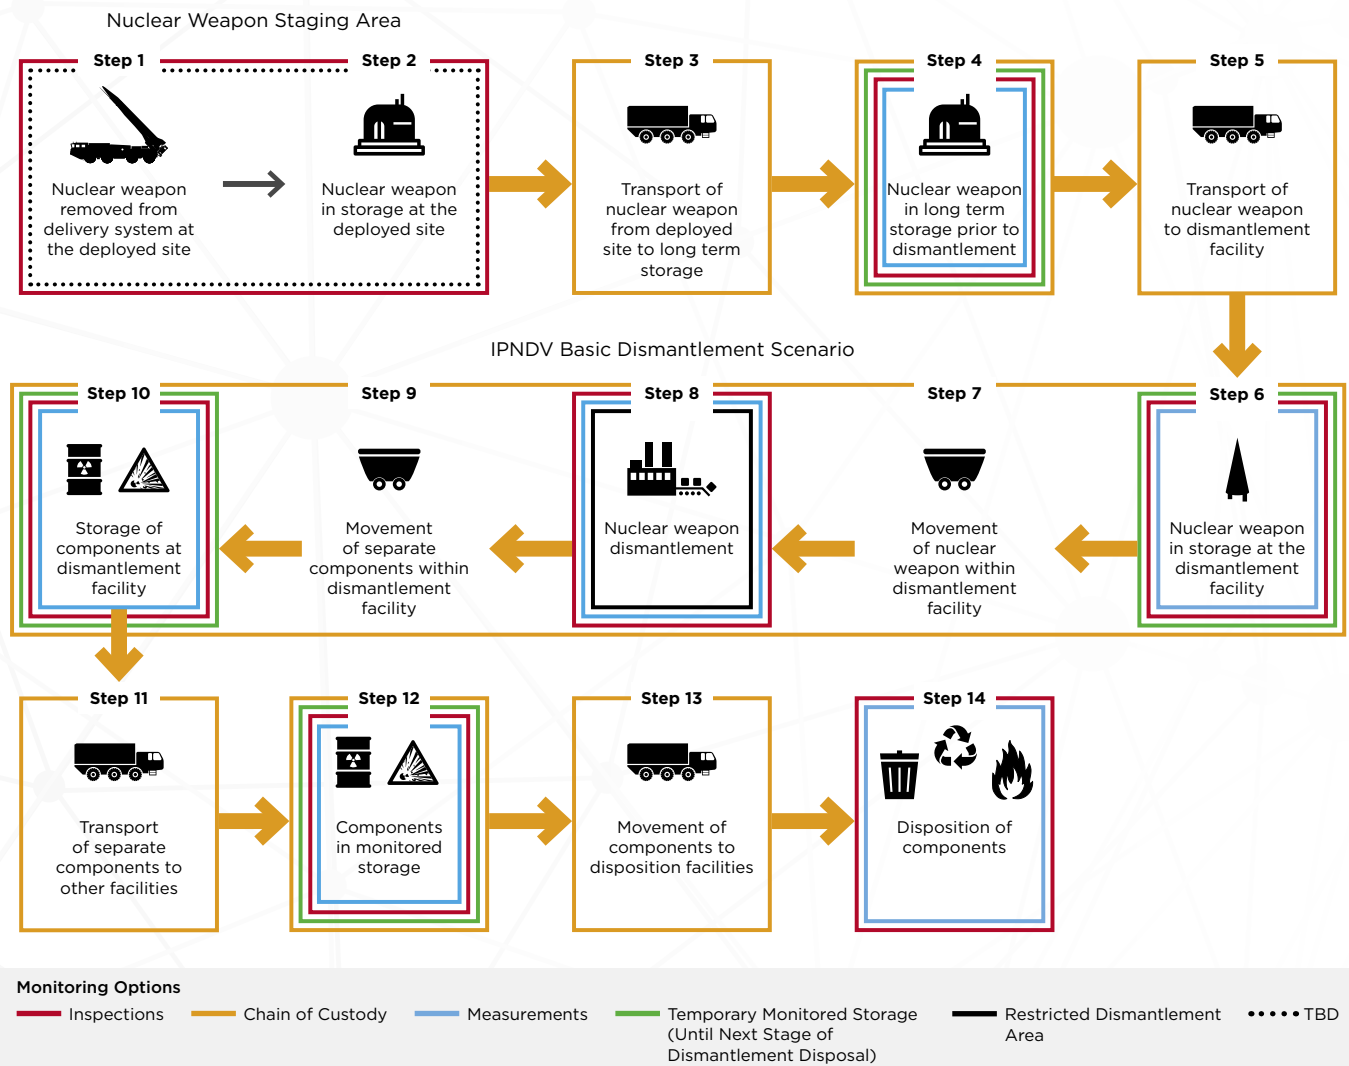 Nuclear Weapon Staging Area
Step 1
Nuclear weapon
removed from
delivery system at
the deployed site
Step 2
Nuclear weapon
in storage at the
deployed site
Step 3
Transport of
nuclear weapon
from deployed
site to long term
storage
Step 4
Nuclear weapon
in long term
storage prior to
dismantlement
Step 5
Transport of
nuclear weapon
to dismantlement
facility
IPNDV Basic Dismantlement Scenario
Step 10
Storage of
components at
dismantlement
facility
Step 9
Movement
of separate
components within
dismantlement
facility
Step 8
Nuclear weapon
dismantlement
Step 7
Movement
of nuclear
weapon within
dismantlement
facility
Step 6
Nuclear weapon
in storage at the
dismantlement
facility
Step 11
Transport
of separate
components to
other facilities
Step 12
Components
in monitored
storage
Step 13
Movement of
components to
disposition facilities
Step 14
Disposition of
components
Monitoring Options
Inspections
Chain of Custody
Measurements
Temporary Monitored Storage
(Until Next Stage of
Dismantlement Disposal)
Restricted Dismantlement
Area
TBD